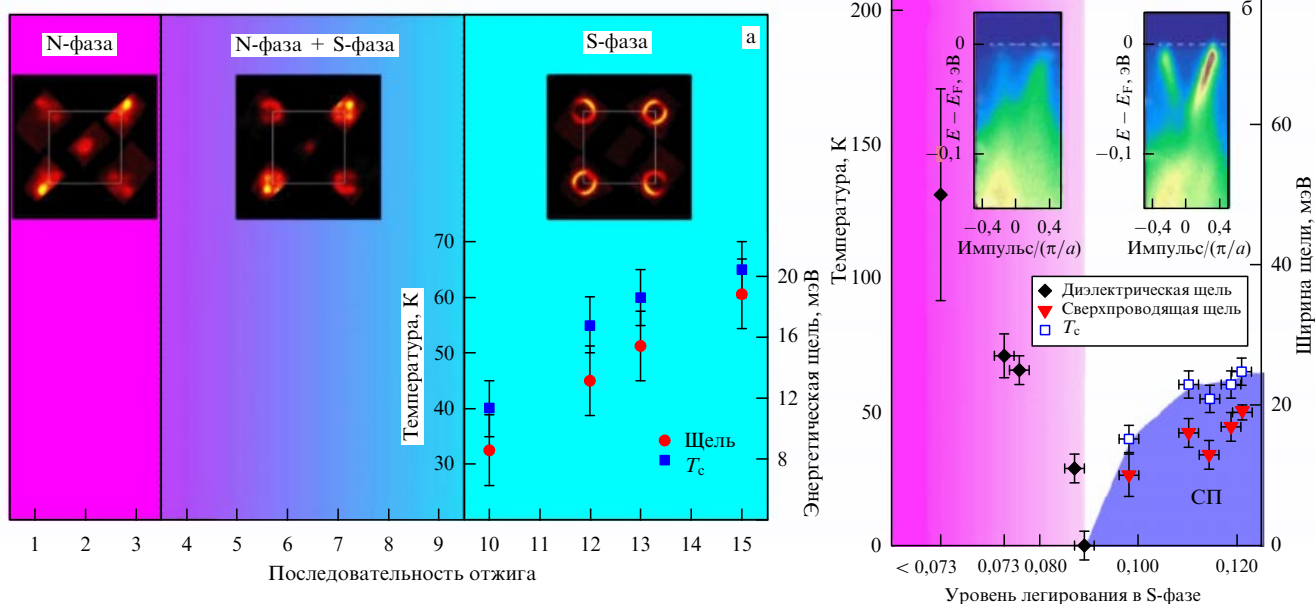 N-фаза
N-фаза + S-фаза
S-фаза
а
70
60
50
40
30
Температура, К
20
16
12
8
Энергетическая щель, мэВ
Щель
Tc
1 2 3 4 5 6 7 8 9 10 11 12 13 14 15
Последовательность отжига
б
200
150
100
50
0
Температура, К
0
−0,1
E − EF, эВ
−0,4 0 0,4
Импульс/(π/a)
0
−0,1
E − EF, эВ
−0,4 0 0,4
Импульс/(π/a)
Диэлектрическая щель
Сверхпроводящая щель
Tc
СП
60
40
20
0
Ширина щели, мэВ
< 0,073 0,073 0,080 0,100 0,120
Уровень легирования в S-фазе